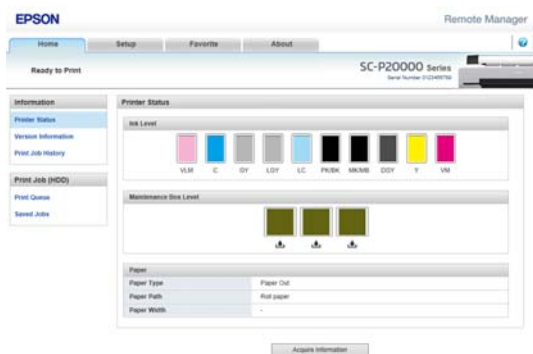 EPSON
Remote Manager
Home Setup Favorite About
Ready to Print
SC-P20000 Series
Serial Number 0123456789
Information
Printer Status
Version Information
Print Job History
Print Job (HDD)
Print Queue
Saved Jobs
Printer Status
Ink Level
VLM C GY LGY LC PK/BK MK/MB DGY Y VM
Maintenance Box Level
Paper
Paper Type Paper Out
Paper Path Roll paper
Paper Width -
Acquire Information